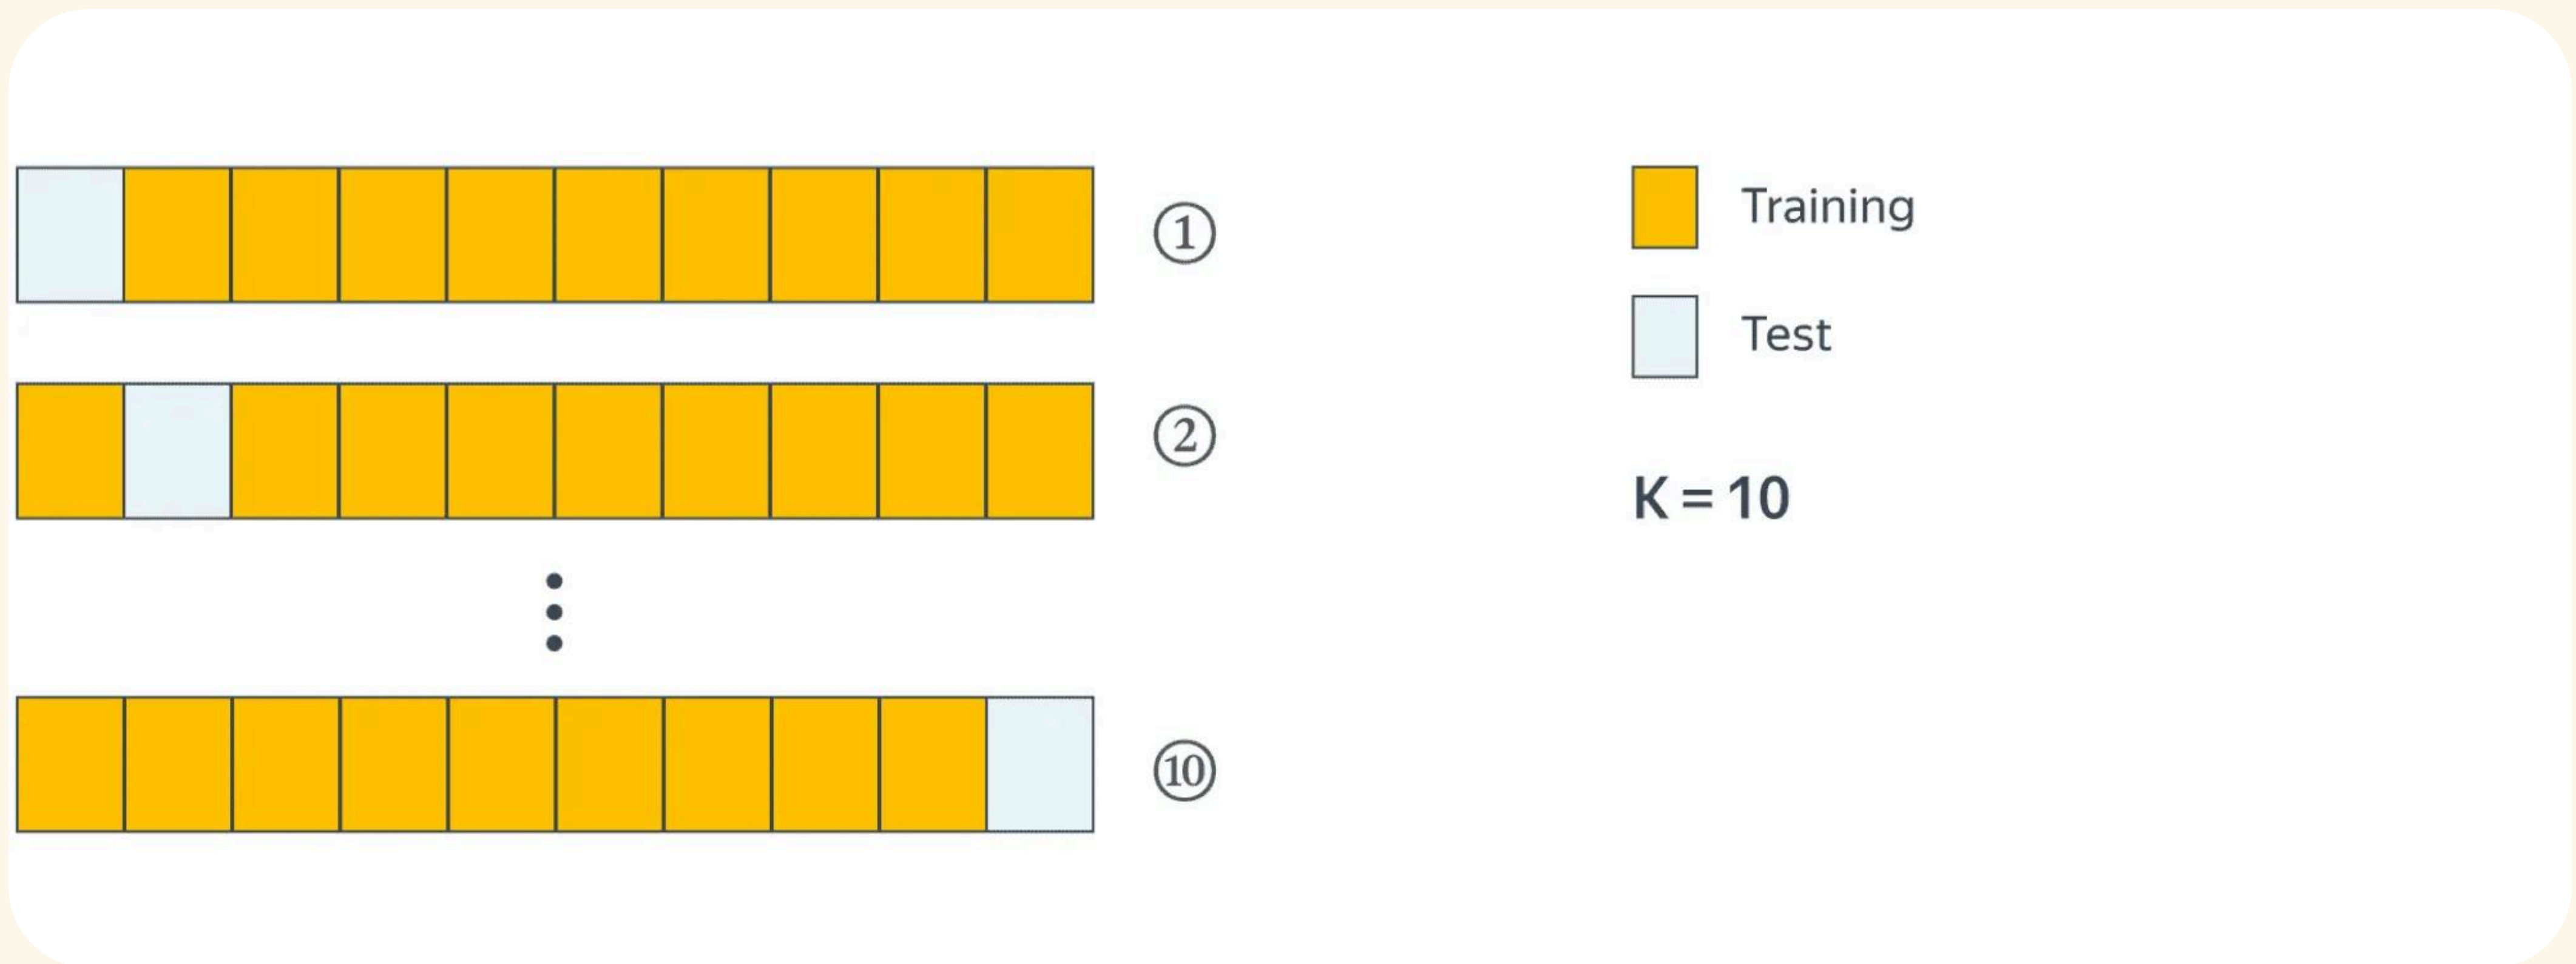 ①
Training
Test
②
K = 10
⑩